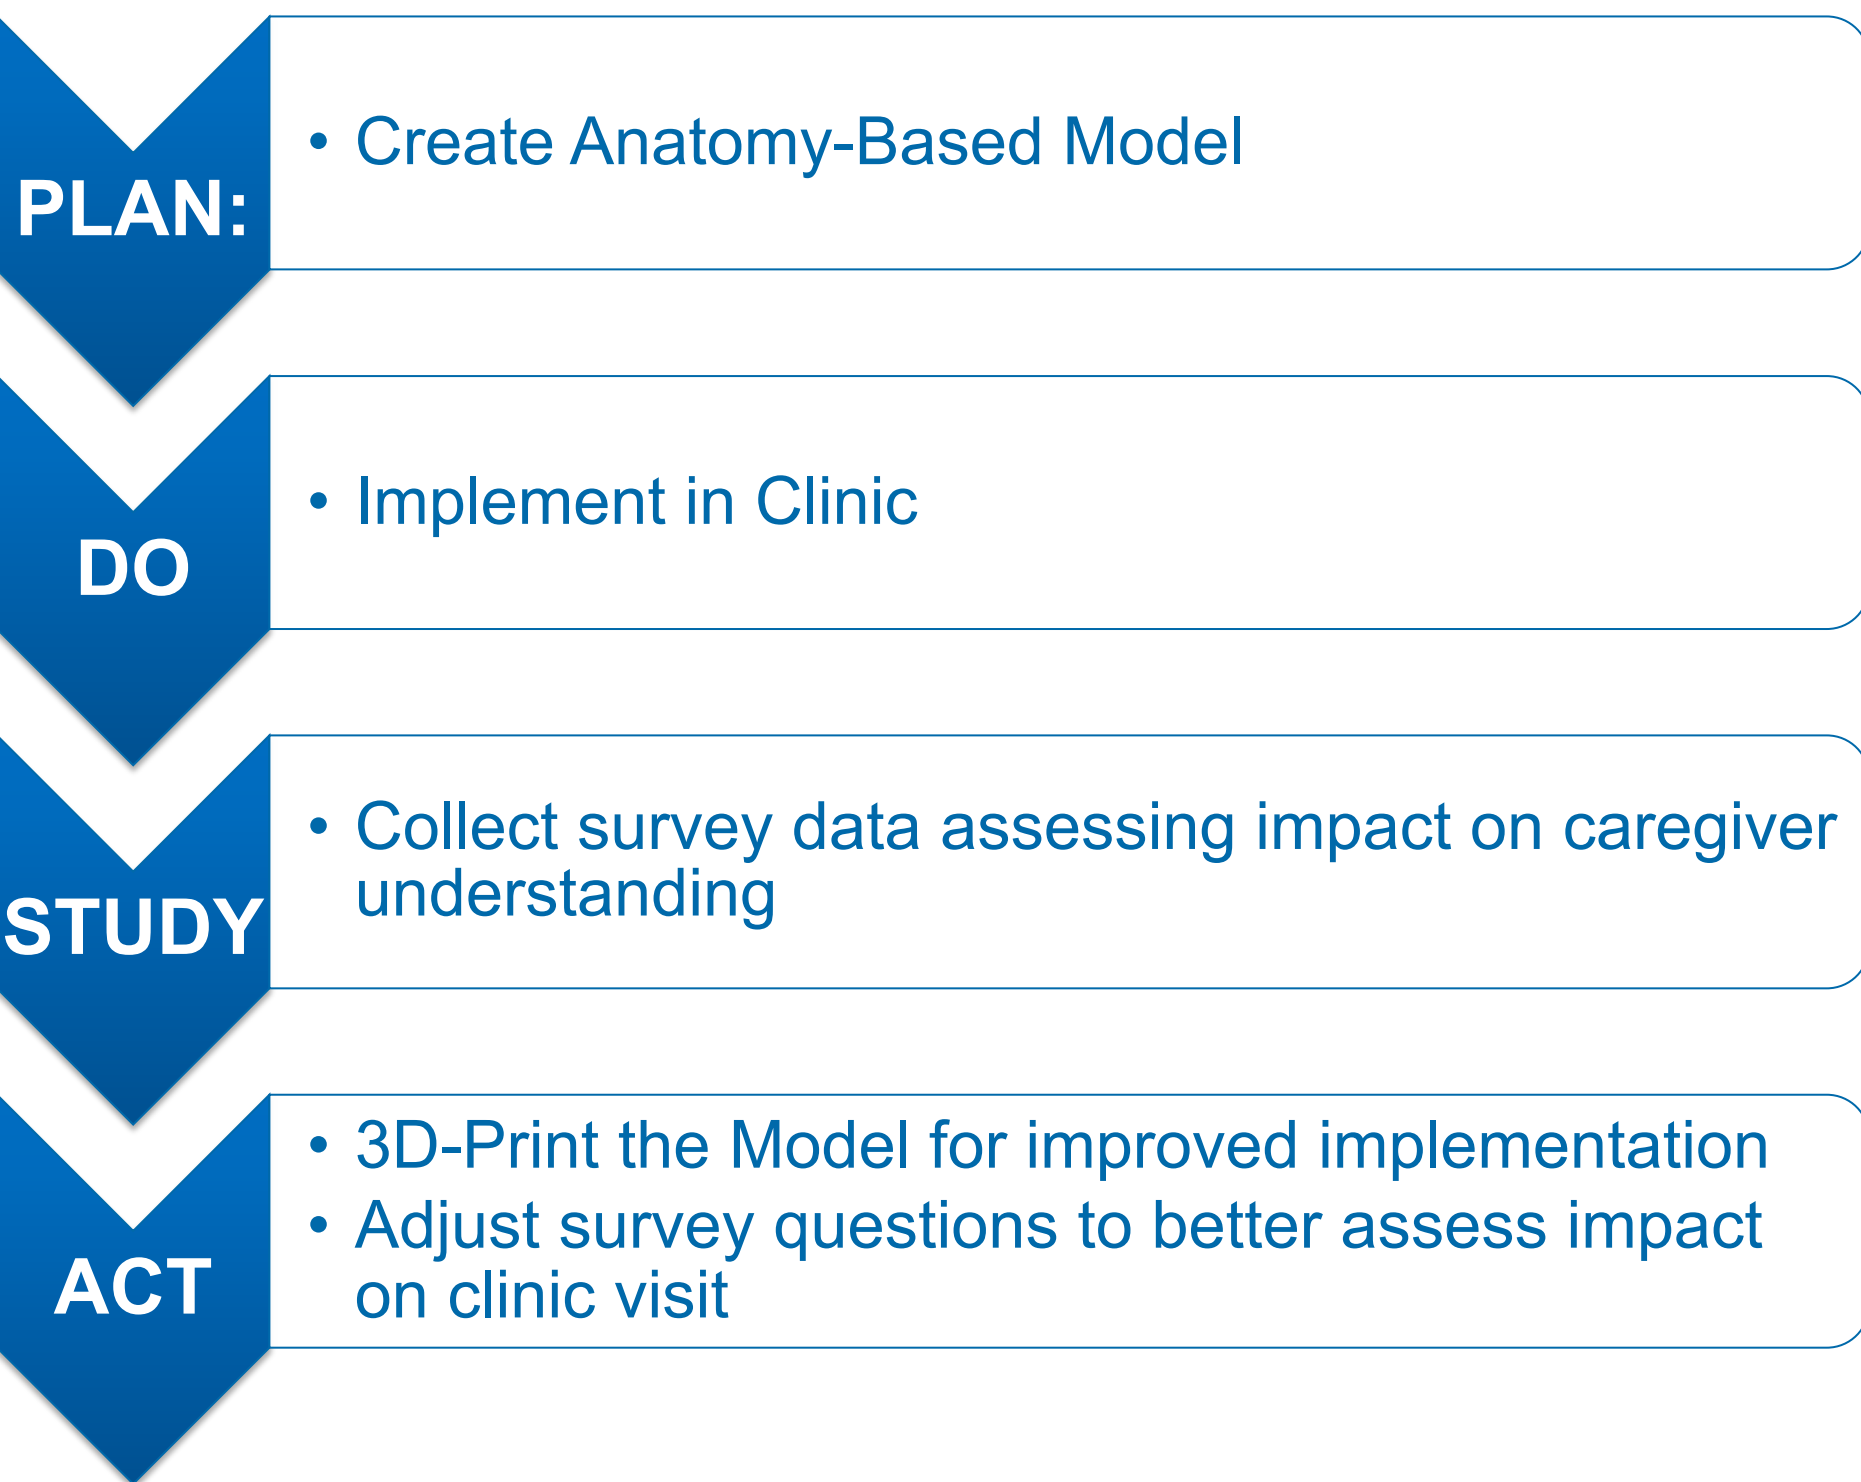 PLAN:
• Create Anatomy-Based Model
DO
• Implement in Clinic
STUDY
• Collect survey data assessing impact on caregiver
understanding
ACT
• 3D-Print the Model for improved implementation
• Adjust survey questions to better assess impact
on clinic visit